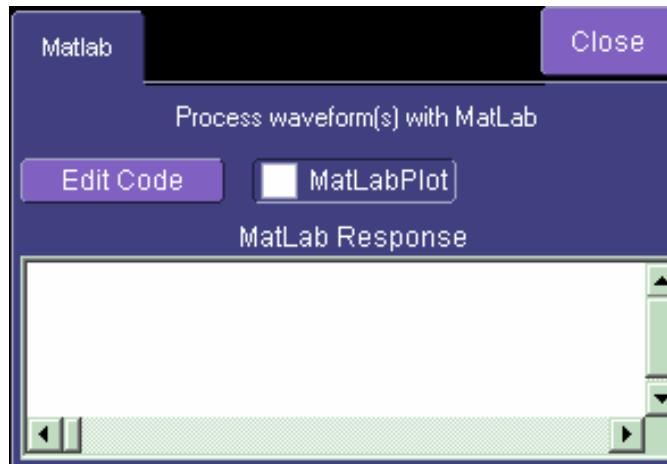 Matlab
Close
Process waveform(s) with MatLab
Edit Code
MatLabPlot
MatLab Response